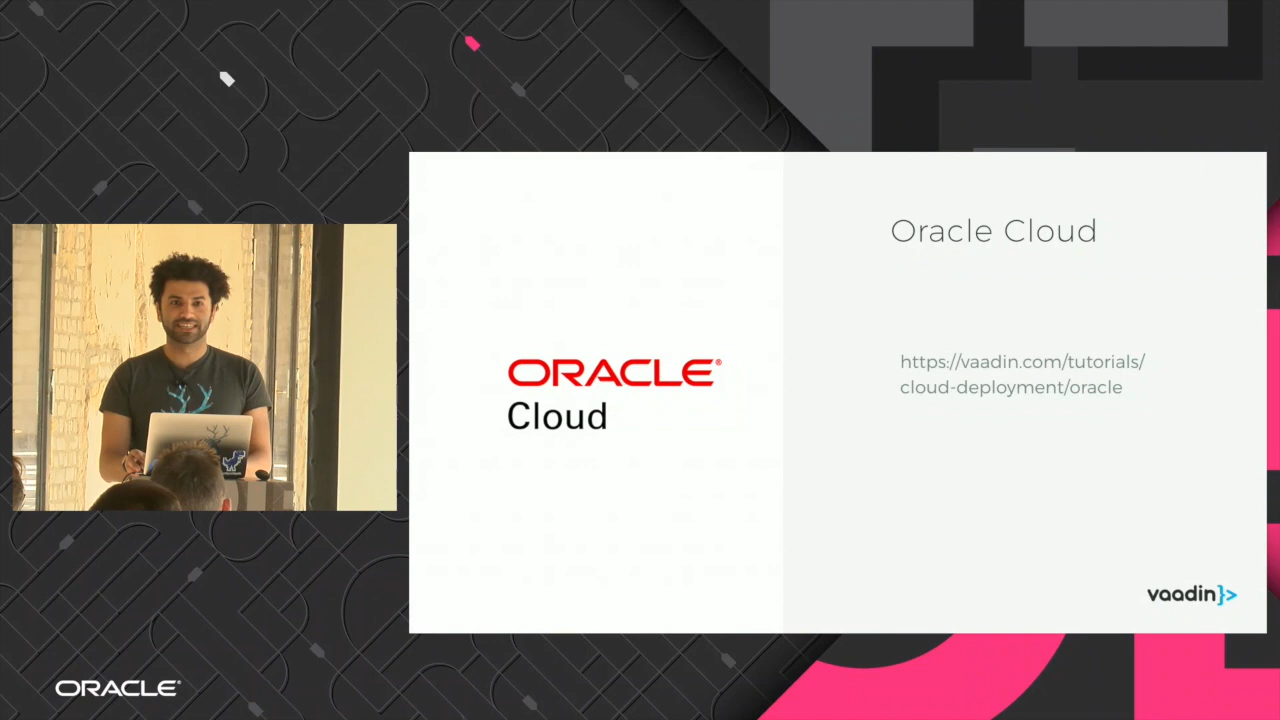 Oracle Cloud
ORACLE®
Cloud
https://vaadin.com/tutorials/
cloud-deployment/oracle
vaadin}>
ORACLE®